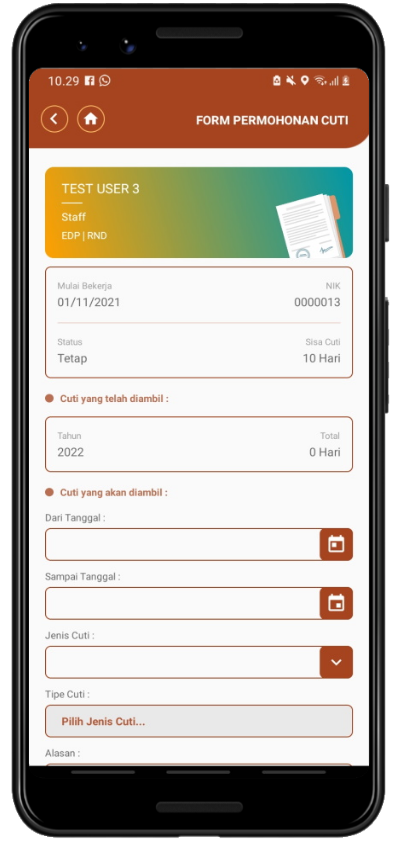 10.29
FORM PERMOHONAN CUTI
TEST USER 3
Staff
EDP | RND
Mulai Bekerja NIK
01/11/2021 0000013
Status Sisa Cuti
Tetap 10 Hari
Cuti yang telah diambil :
Tahun Total
2022 0 Hari
Cuti yang akan diambil :
Dari Tanggal :
Sampai Tanggal :
Jenis Cuti :
Tipe Cuti :
Pilih Jenis Cuti...
Alasan :